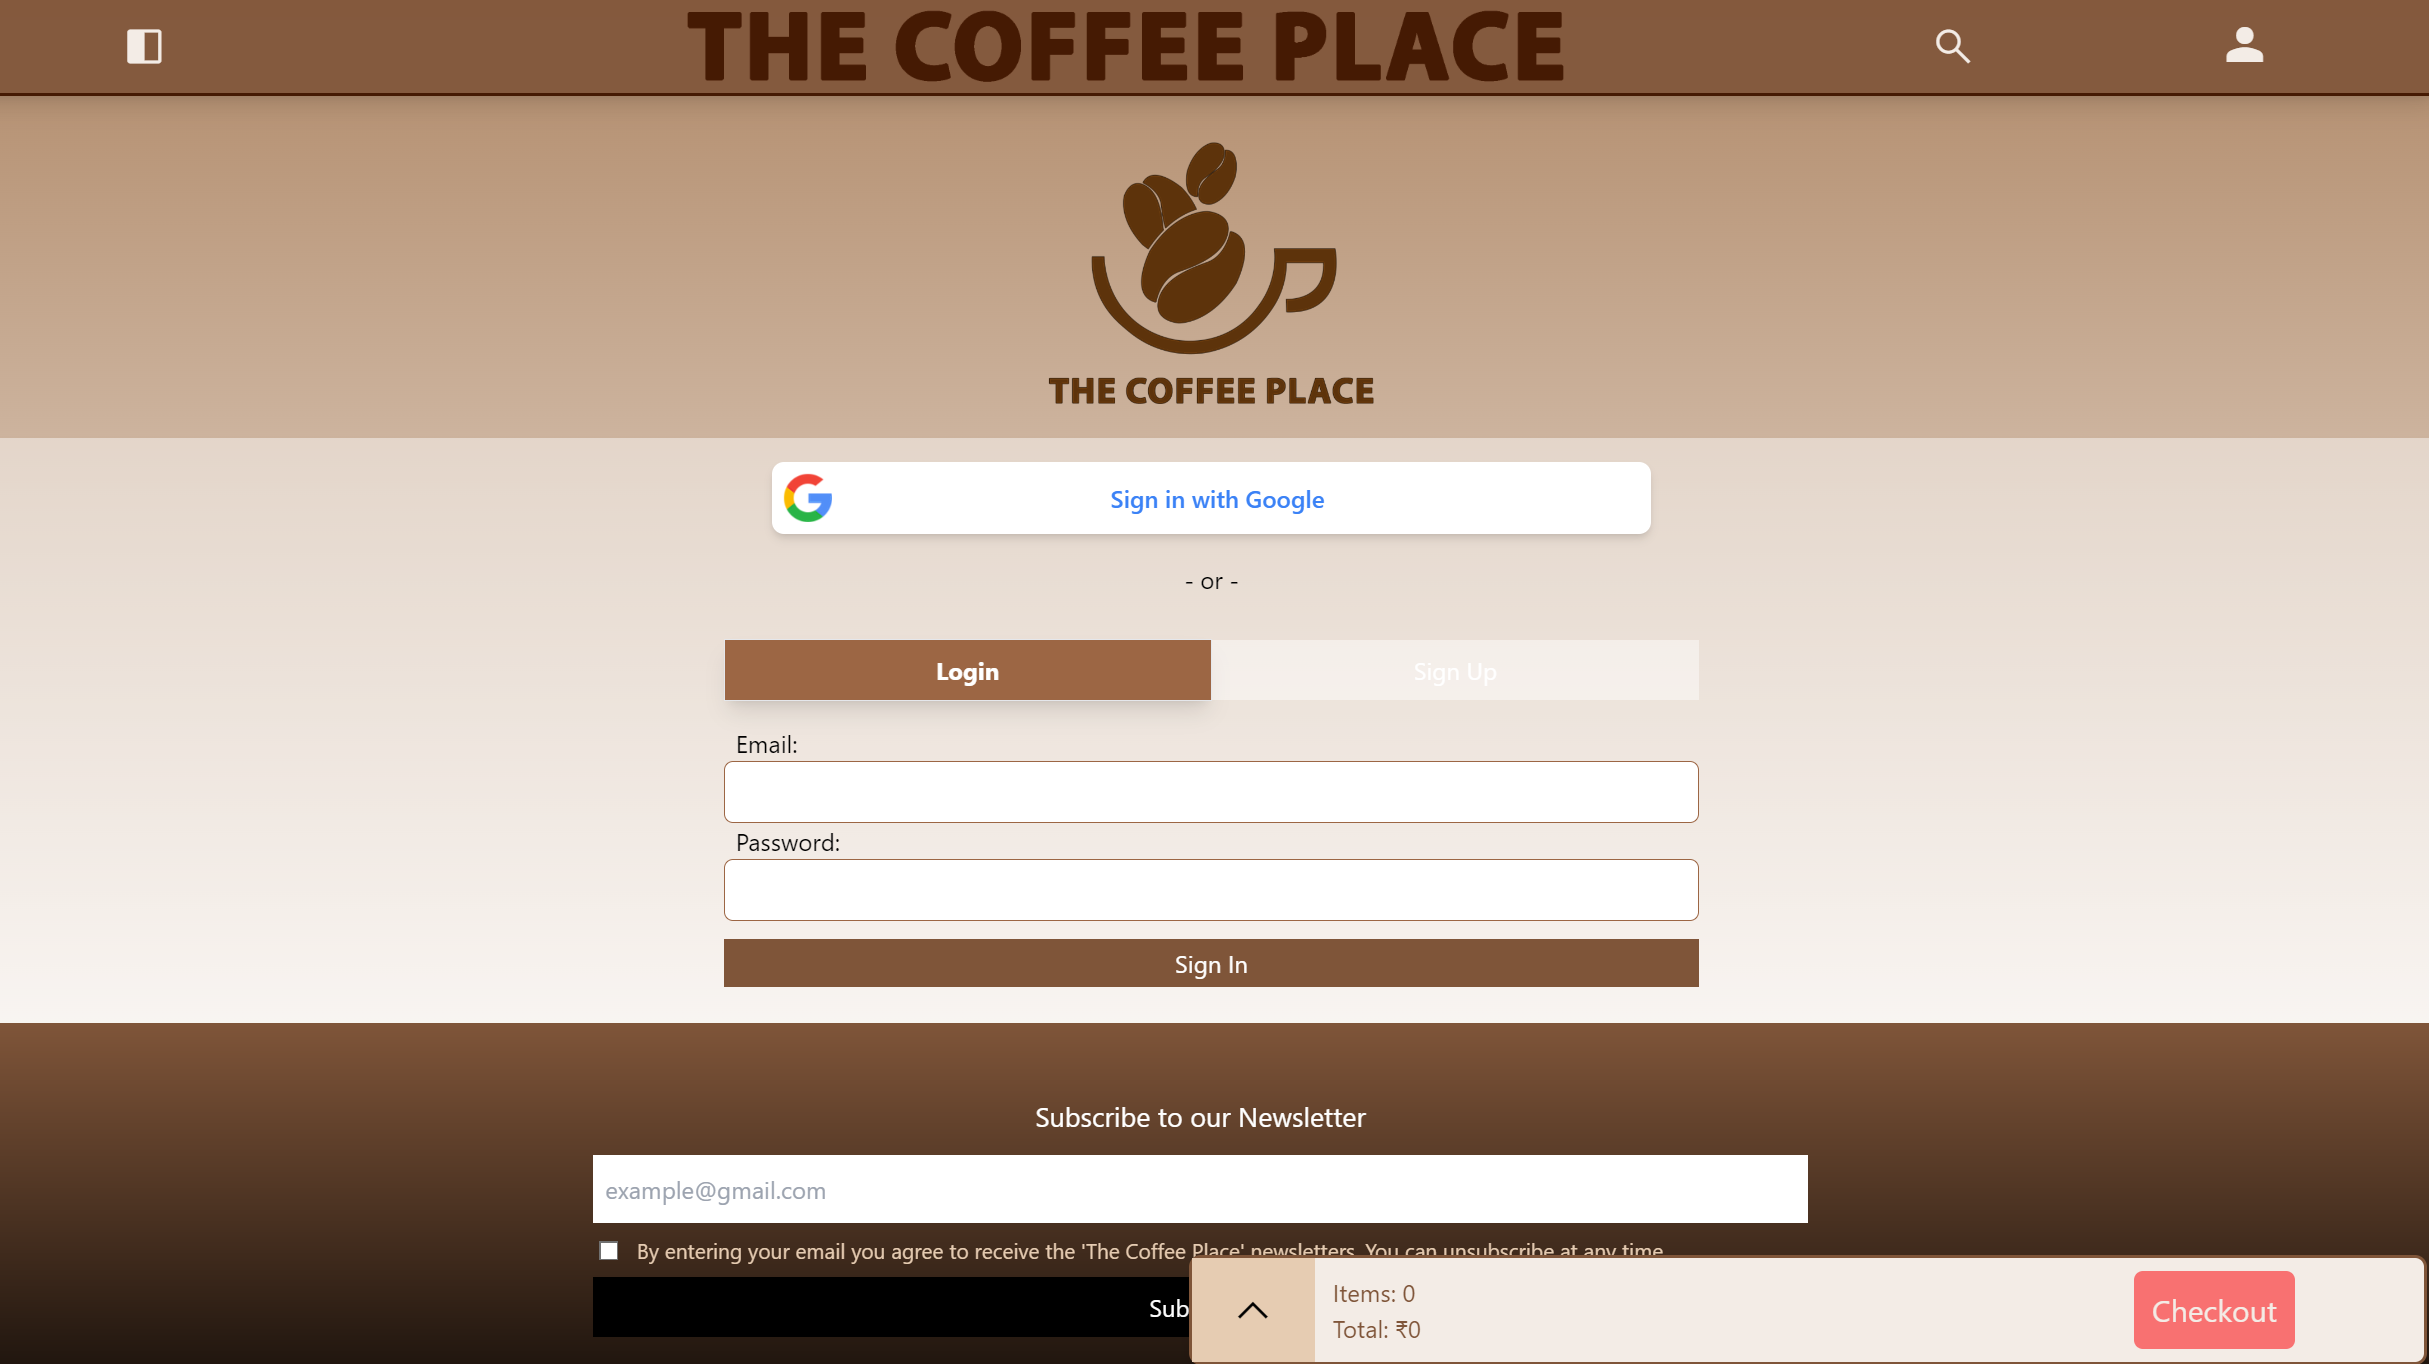 THE COFFEE PLACE
THE COFFEE PLACE
Sign in with Google
- or -
Login
Sign Up
Email:
Password:
Sign In
Subscribe to our Newsletter
example@gmail.com
By entering your email you agree to receive the 'The Coffee Place' newsletters. You can unsubscribe at any time
Sub
Items: 0
Total: ₹0
Checkout